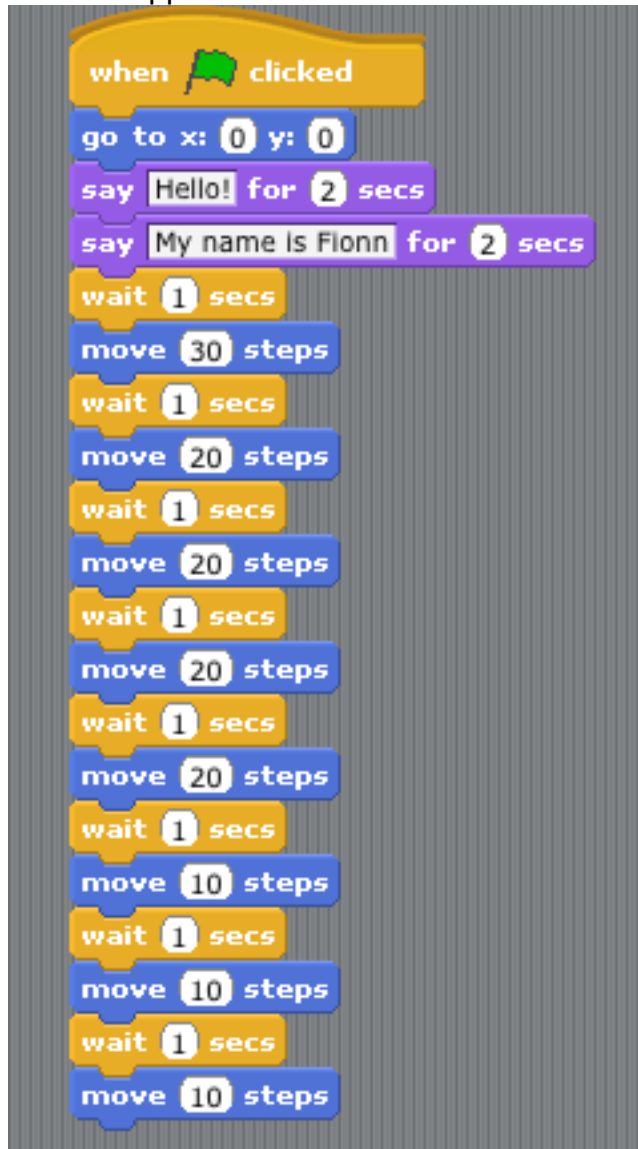 when clicked
go to x: 0 y: 0
say Hello! for 2 secs
say My name is Fionn for 2 secs
wait 1 secs
move 30 steps
wait 1 secs
move 20 steps
wait 1 secs
move 20 steps
wait 1 secs
move 20 steps
wait 1 secs
move 20 steps
wait 1 secs
move 10 steps
wait 1 secs
move 10 steps
wait 1 secs
move 10 steps